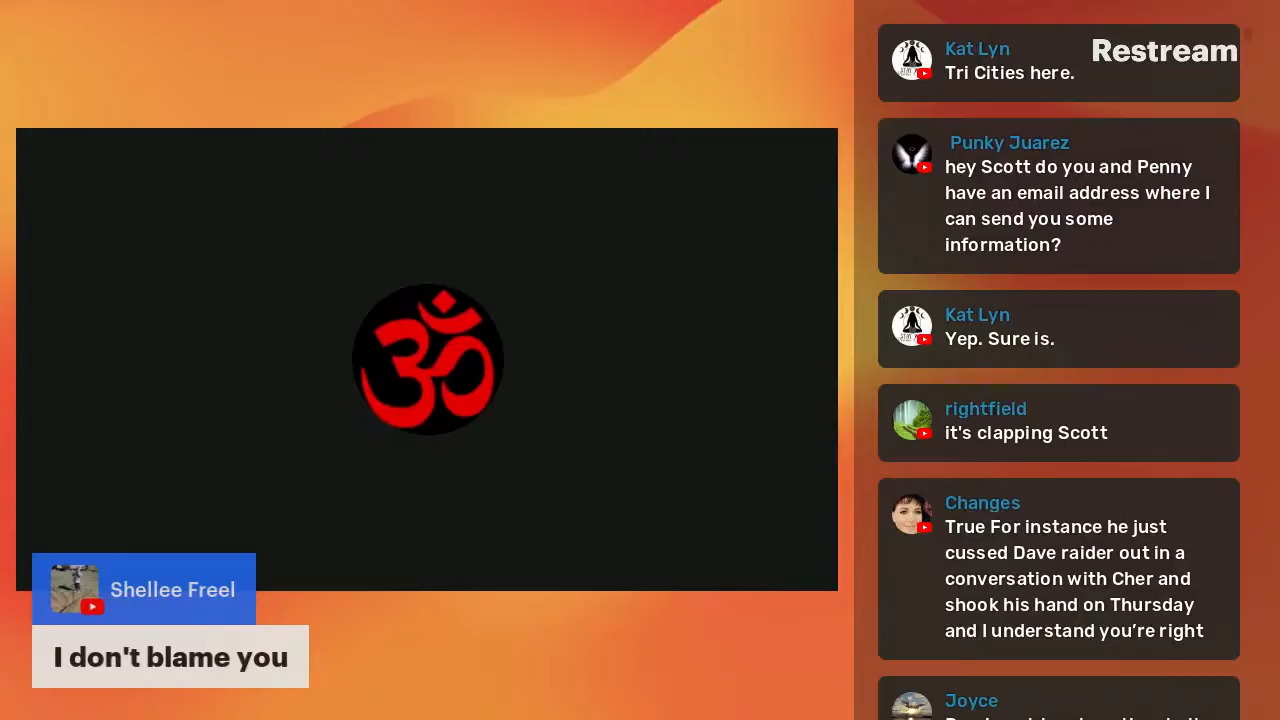 Restream
Kat Lyn
Tri Cities here.
Punky Juarez
hey Scott do you and Penny
have an email address where I
can send you some
information?
Kat Lyn
Yep. Sure is.
rightfield
it's clapping Scott
Changes
True For instance he just
cussed Dave raider out in a
conversation with Cher and
shook his hand on Thursday
and I understand you’re right
Joyce
ॐ
Shellee Freel
I don't blame you